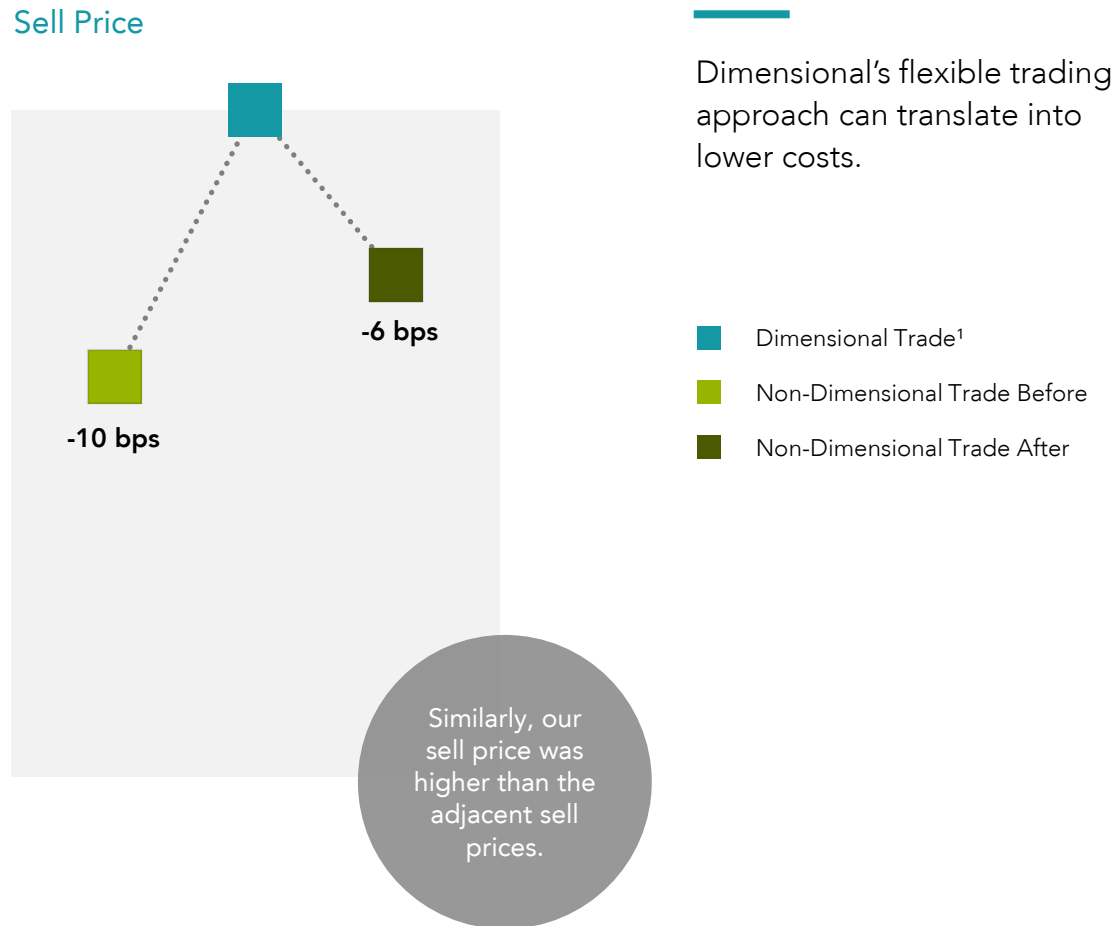 Sell Price
-6 bps
-10 bps
Similarly, our
sell price was
higher than the
adjacent sell
prices.
Dimensional’s flexible trading
approach can translate into
lower costs.
Dimensional Trade¹
Non-Dimensional Trade Before
Non-Dimensional Trade After